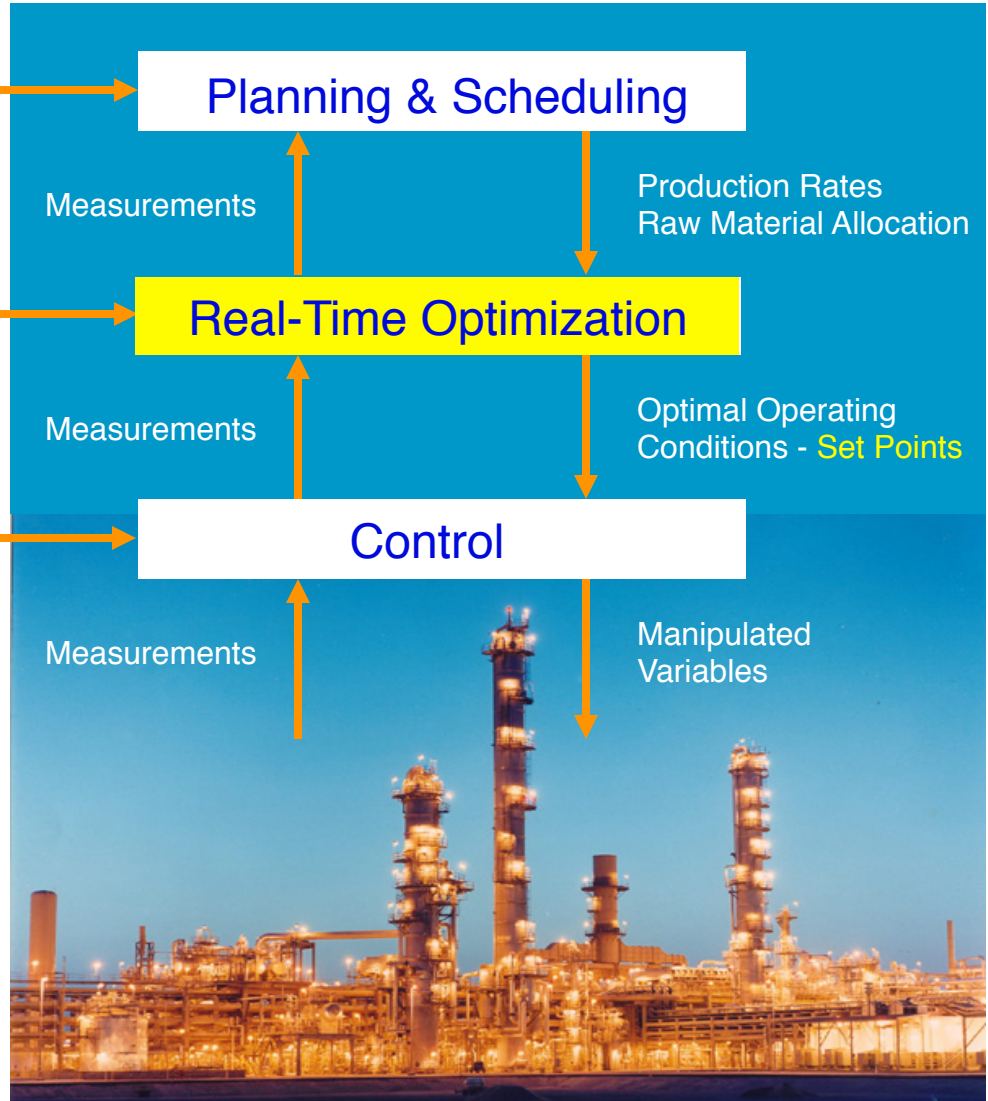 Planning & Scheduling
Measurements
Production Rates
Raw Material Allocation
Real-Time Optimization
Measurements
Optimal Operating
Conditions - Set Points
Control
Measurements
Manipulated
Variables